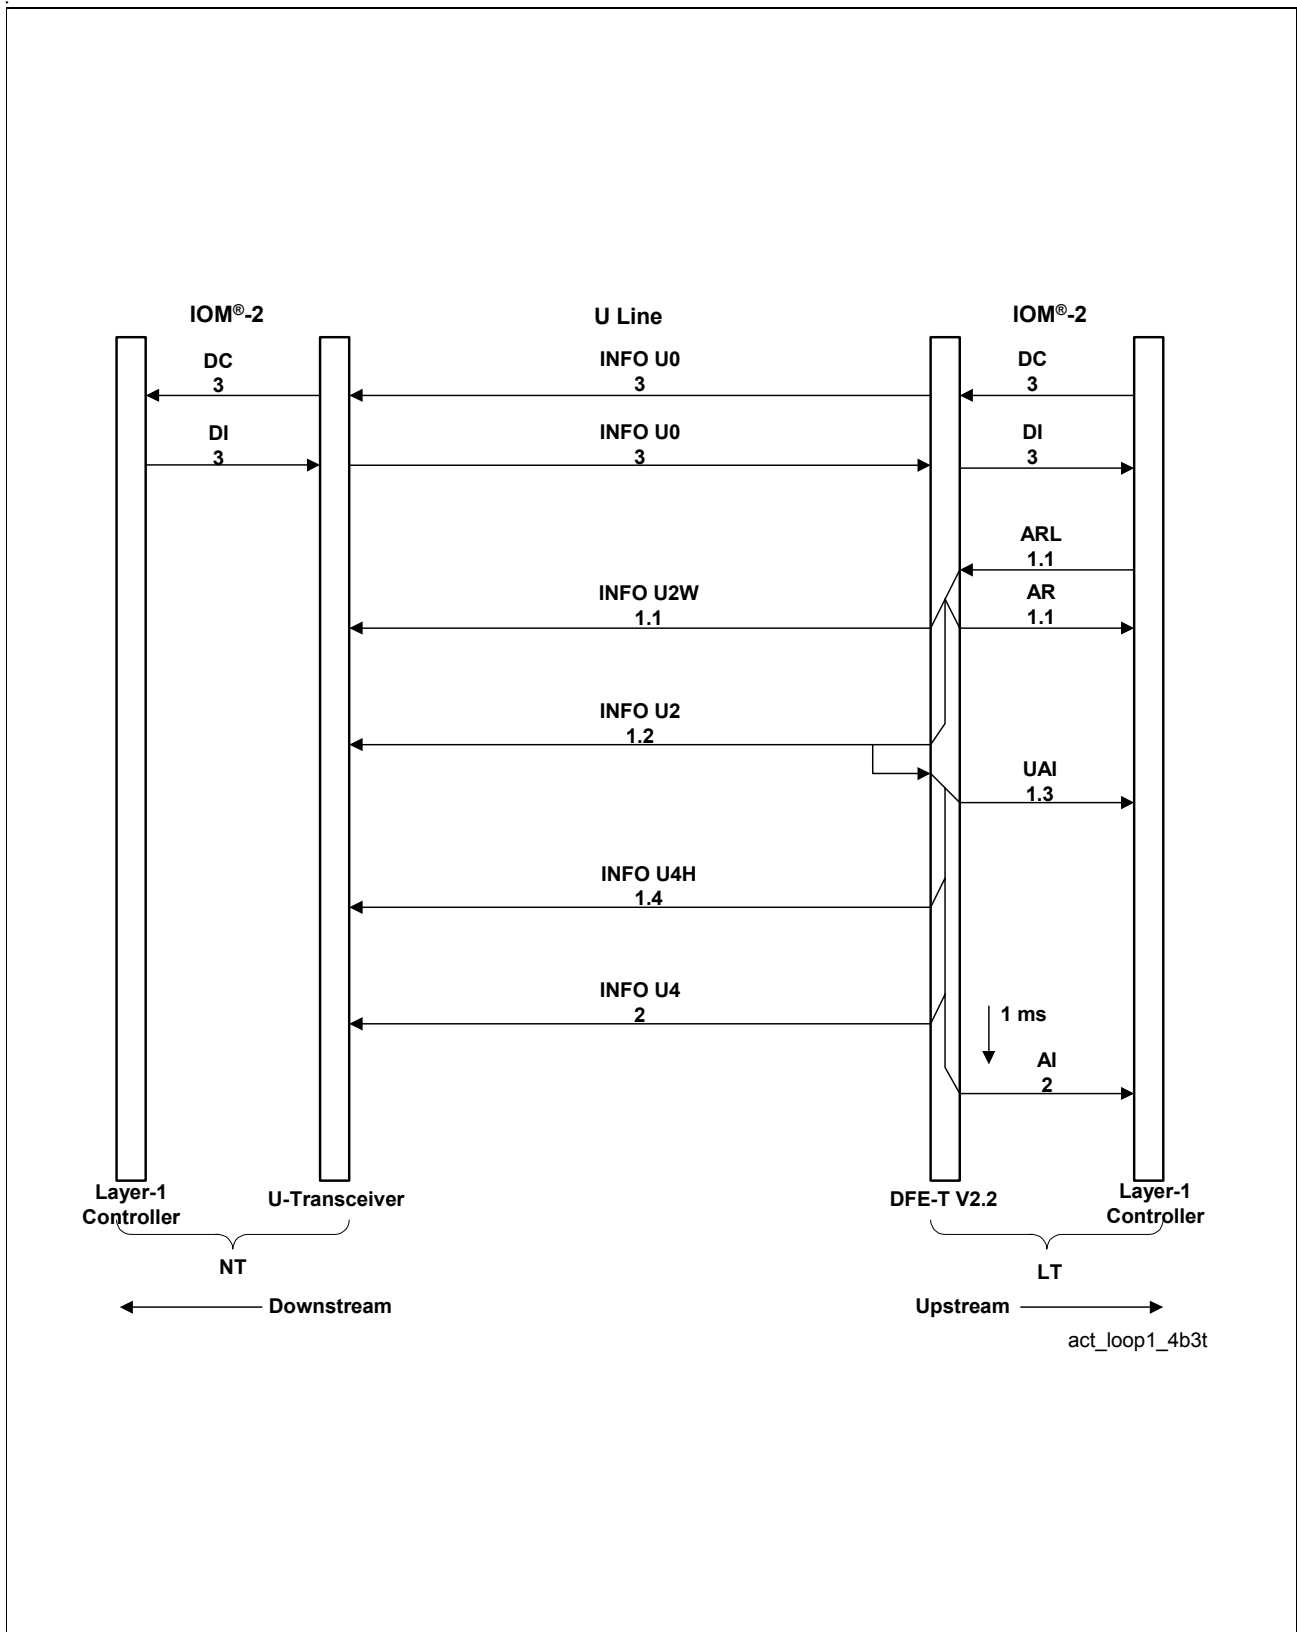 IOM®-2
U Line
IOM®-2
DC
3
INFO U0
3
DC
3
DI
3
INFO U0
3
DI
3
ARL
1.1
INFO U2W
1.1
AR
1.1
INFO U2
1.2
UAI
1.3
INFO U4H
1.4
INFO U4
2
1 ms
AI
2
Layer-1
Controller
U-Transceiver
DFE-T V2.2
Layer-1
Controller
NT
LT
Downstream
Upstream
act_loop1_4b3t